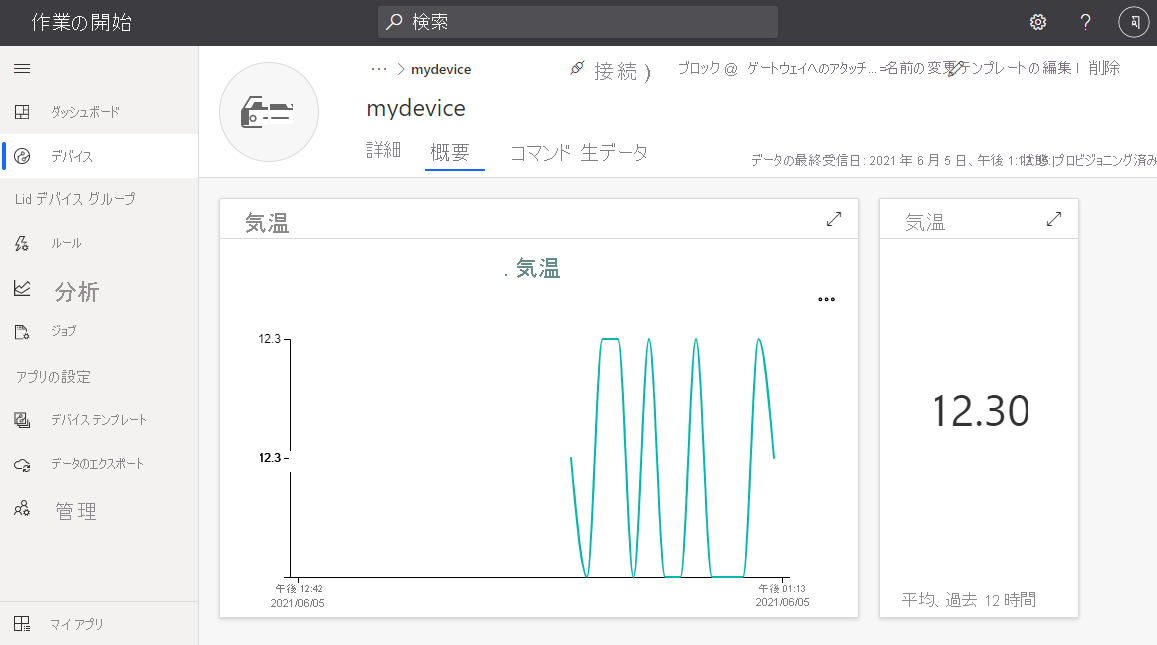 作業の開始
検索
?
ダッシュボード
デバイス
Lid デバイス グループ
ルール
分析
ジョブ
アプリの設定
デバイス テンプレート
データのエクスポート
管理
マイ アプリ
··· > mydevice
接続 )
ブロック @ ゲートウェイへのアタッチ...
=名前の変更
テンプレートの編集 | 削除
mydevice
詳細 概要 コマンド 生データ
データの最終受信日: 2021 年 6 月 5 日、午後 1:1
状態: プロビジョニング済み
気温
. 気温
12.3
12.3
午後 12:42
2021/06/05
午後 01:13
2021/06/05
気温
12.30
平均、過去 12 時間